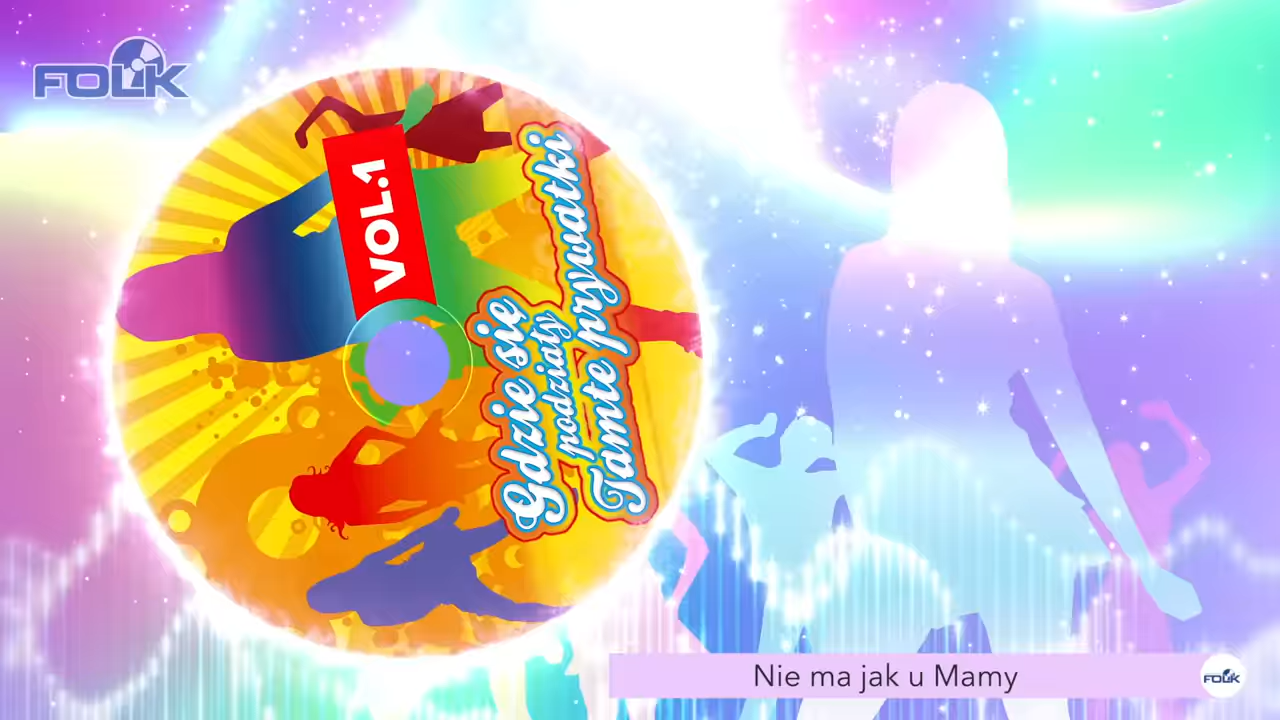 FOLK
VOL.1
Gdzie się
podziały
Tamte prywatki
Nie ma jak u Mamy
FOLK